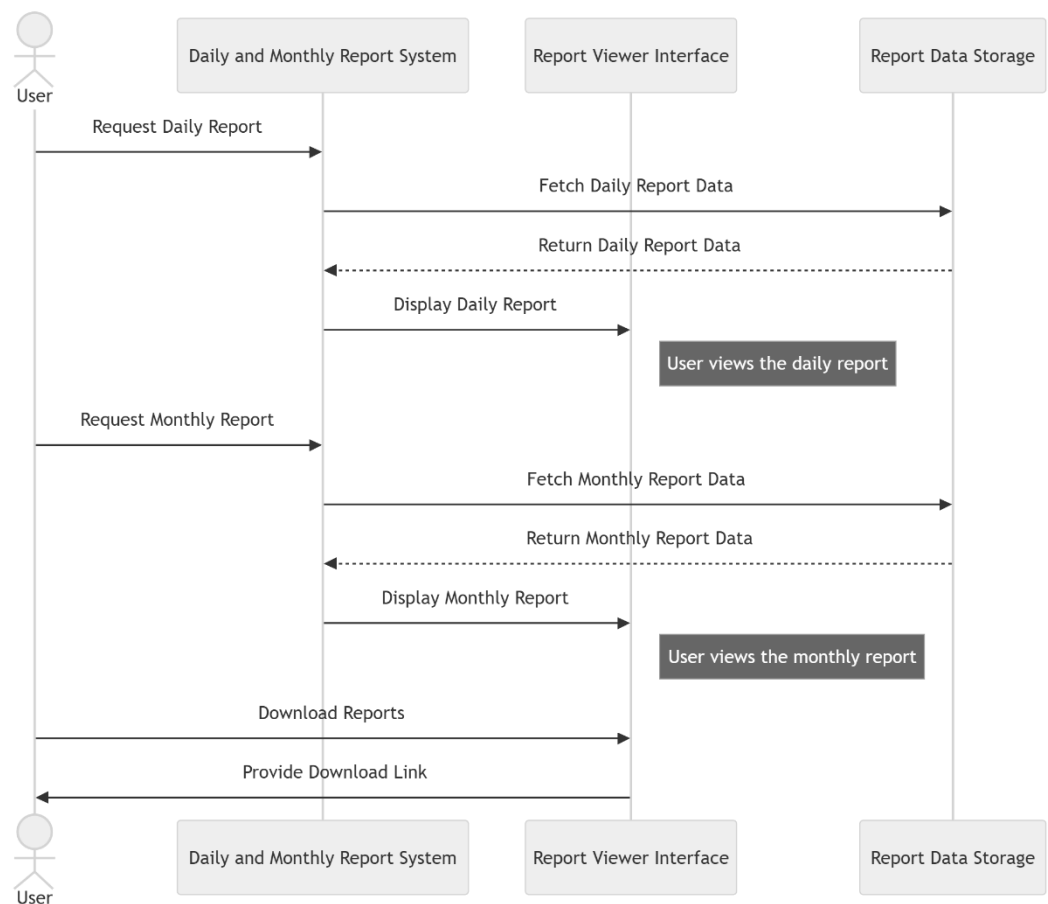 User
Daily and Monthly Report System
Report Viewer Interface
Report Data Storage
Request Daily Report
Fetch Daily Report Data
Return Daily Report Data
Display Daily Report
User views the daily report
Request Monthly Report
Fetch Monthly Report Data
Return Monthly Report Data
Display Monthly Report
User views the monthly report
Download Reports
Provide Download Link
User
Daily and Monthly Report System
Report Viewer Interface
Report Data Storage